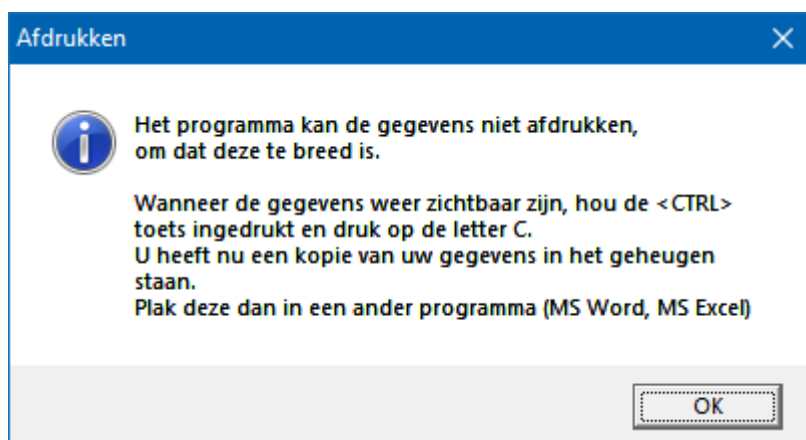 Afdrukken
Het programma kan de gegevens niet afdrukken,
om dat deze te breed is.
Wanneer de gegevens weer zichtbaar zijn, hou de <CTRL>
toets ingedrukt en druk op de letter C.
U heeft nu een kopie van uw gegevens in het geheugen
staan.
Plak deze dan in een ander programma (MS Word, MS Excel)
OK